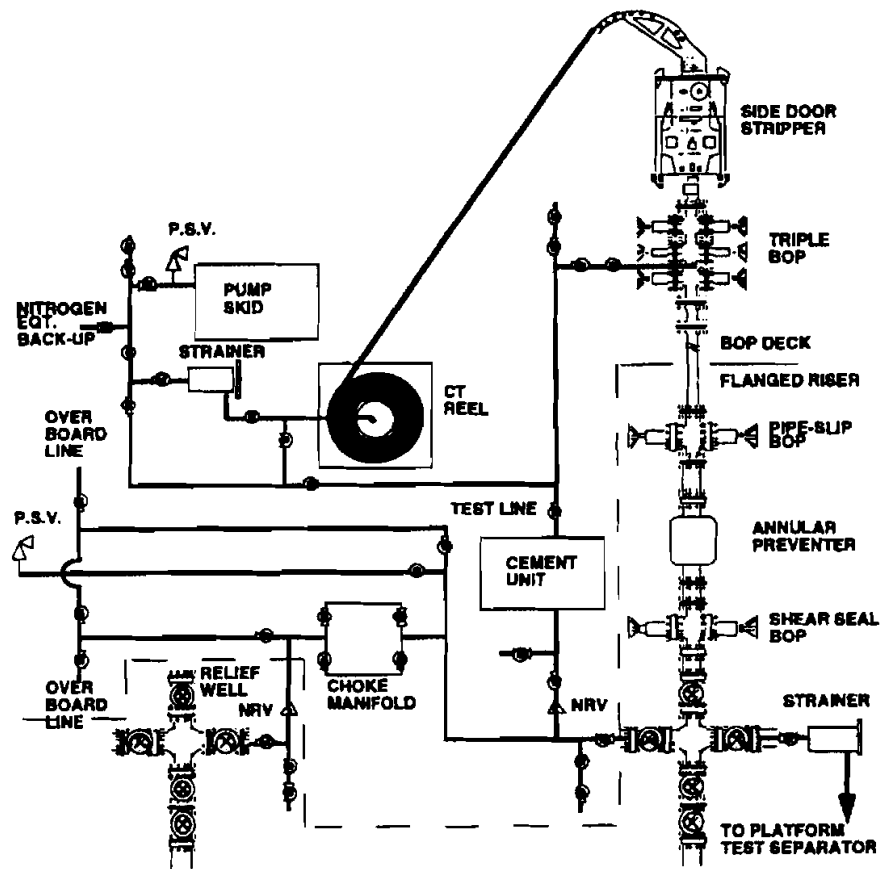 SIDE DOOR
STRIPPER
P.S.V.
TRIPLE
BOP
PUMP
SKID
NITROGEN
EQT.
BACK-UP
STRAINER
BOP DECK
FLANGED RISER
CT
REEL
OVER
BOARD
LINE
PIPE-SLIP
BOP
P.S.V.
TEST LINE
ANNULAR
PREVENTER
CEMENT
UNIT
SHEAR SEAL
BOP
RELIEF
WELL
CHOKE
MANIFOLD
OVER
BOARD
LINE
NRV
NRV
STRAINER
TO PLATFORM
TEST SEPARATOR